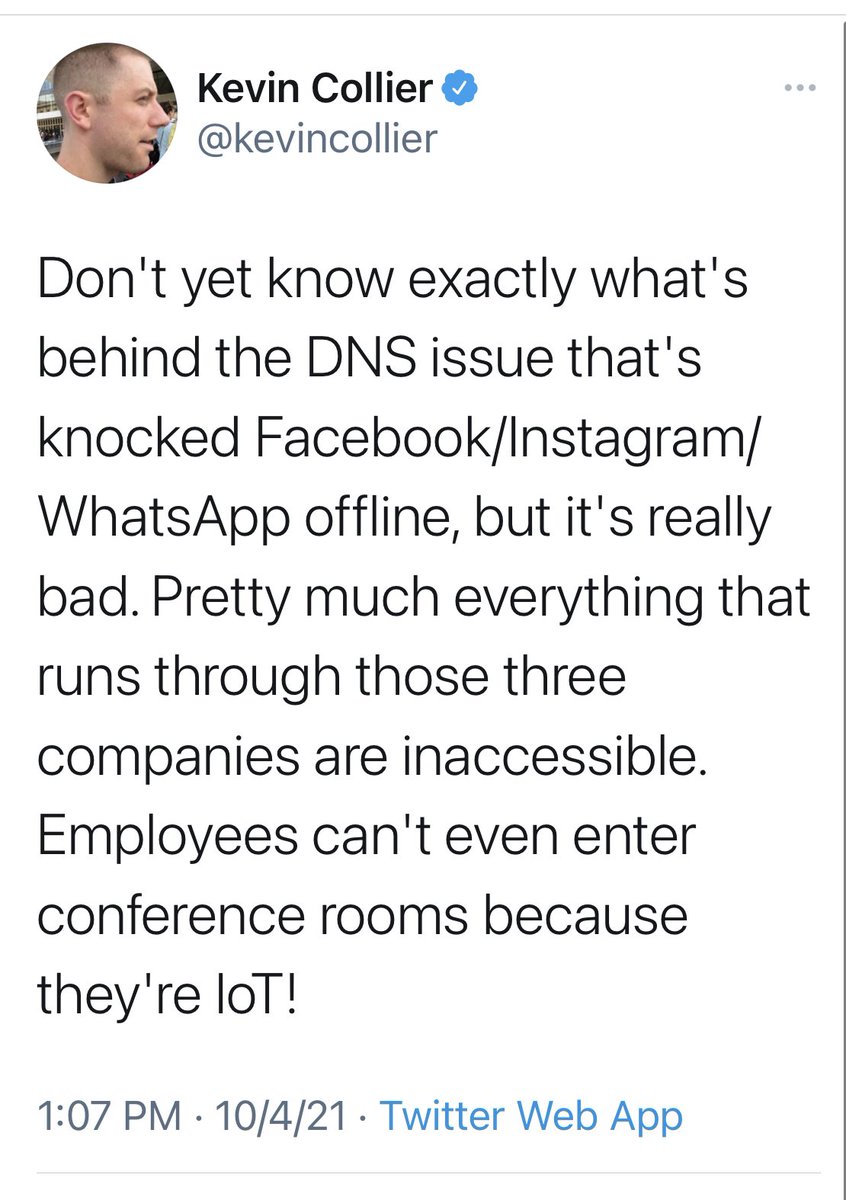 Kevin Collier
@kevincollier
Don't yet know exactly what's
behind the DNS issue that's
knocked Facebook/Instagram/
WhatsApp offline, but it's really
bad. Pretty much everything that
runs through those three
companies are inaccessible.
Employees can't even enter
conference rooms because
they're IoT!
1:07 PM · 10/4/21 · Twitter Web App